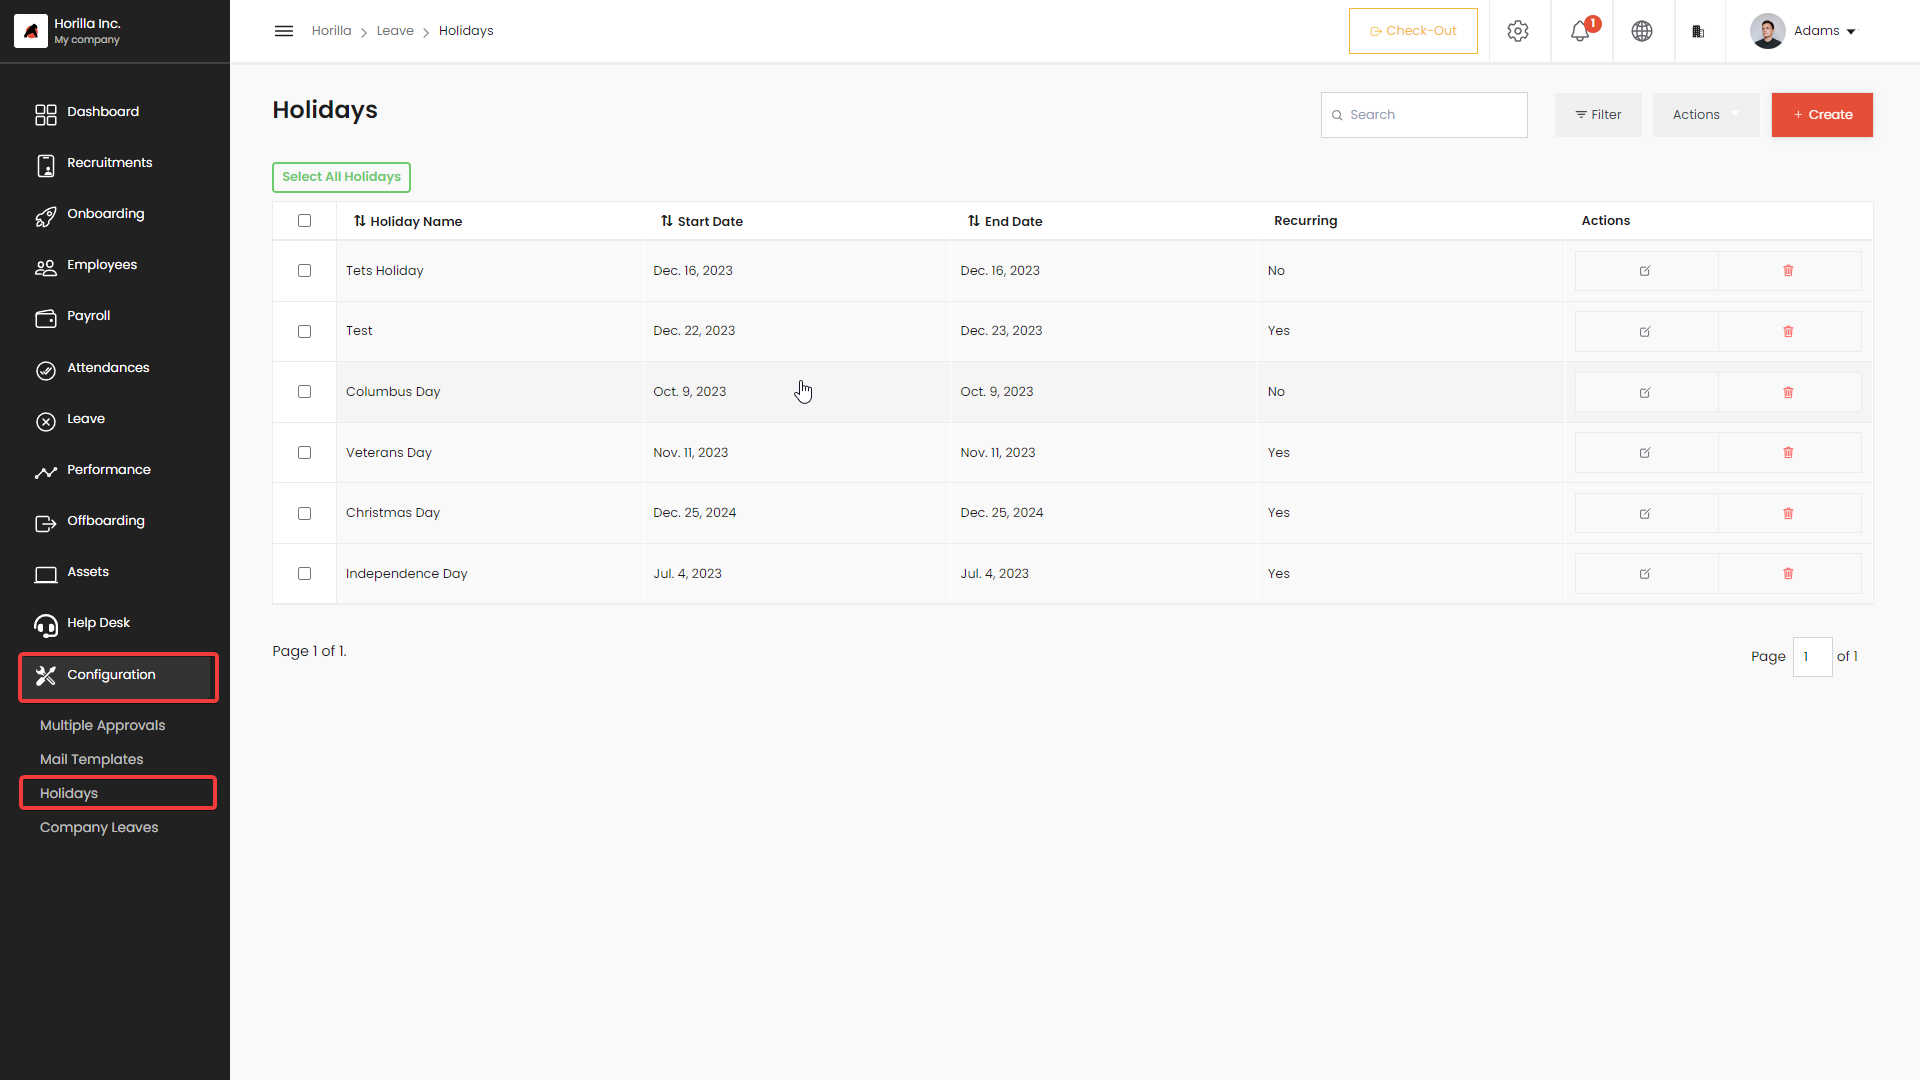 Horilla Inc.
My company
Dashboard
Recruitments
Onboarding
Employees
Payroll
Attendances
Leave
Performance
Offboarding
Assets
Help Desk
Configuration
Multiple Approvals
Mail Templates
Holidays
Company Leaves
Horilla > Leave > Holidays
Check-Out
1
Adams
Holidays
Search
Filter
Actions
+ Create
Select All Holidays
Holiday Name Start Date End Date Recurring Actions
Tets Holiday Dec. 16, 2023 Dec. 16, 2023 No
Test Dec. 22, 2023 Dec. 23, 2023 Yes
Columbus Day Oct. 9, 2023 Oct. 9, 2023 No
Veterans Day Nov. 11, 2023 Nov. 11, 2023 Yes
Christmas Day Dec. 25, 2024 Dec. 25, 2024 Yes
Independence Day Jul. 4, 2023 Jul. 4, 2023 Yes
Page 1 of 1.
Page 1 of 1